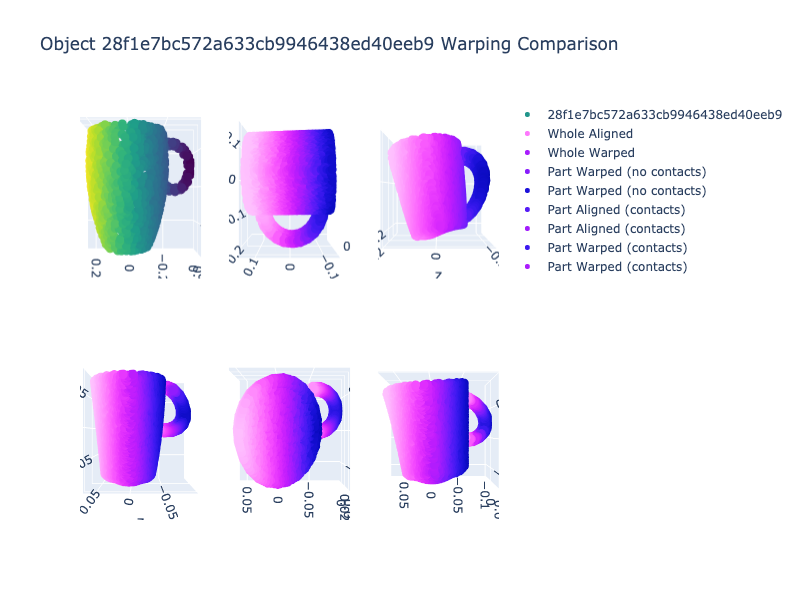 Object 28f1e7bc572a633cb9946438ed40eeb9 Warping Comparison
28f1e7bc572a633cb9946438ed40eeb9
Whole Aligned
Whole Warped
Part Warped (no contacts)
Part Warped (no contacts)
Part Aligned (contacts)
Part Aligned (contacts)
Part Warped (contacts)
Part Warped (contacts)
0.2 0
0
0.1
0.2 0.1 0 −0.1
0
0
0.05 0 −0.05
0.05 0 −0.05
0.05 0 −0.05 −0.1